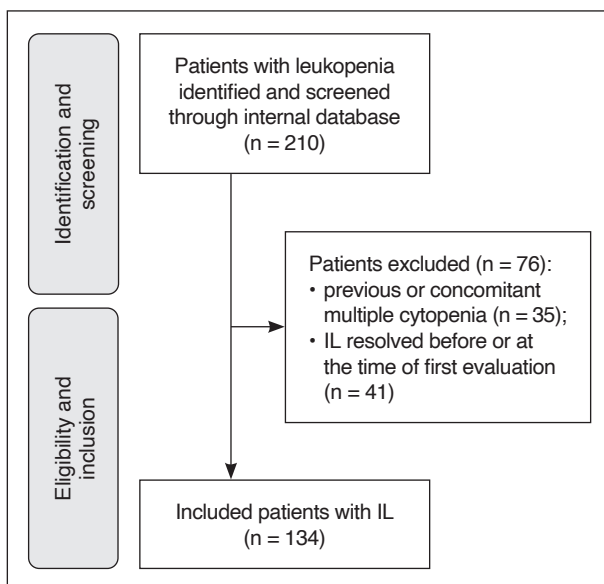 Identification and
screening
Patients with leukopenia
identified and screened
through internal database
(n = 210)
Patients excluded (n = 76):
• previous or concomitant
multiple cytopenia (n = 35);
• IL resolved before or at
the time of first evaluation
(n = 41)
Eligibility and
inclusion
Included patients with IL
(n = 134)